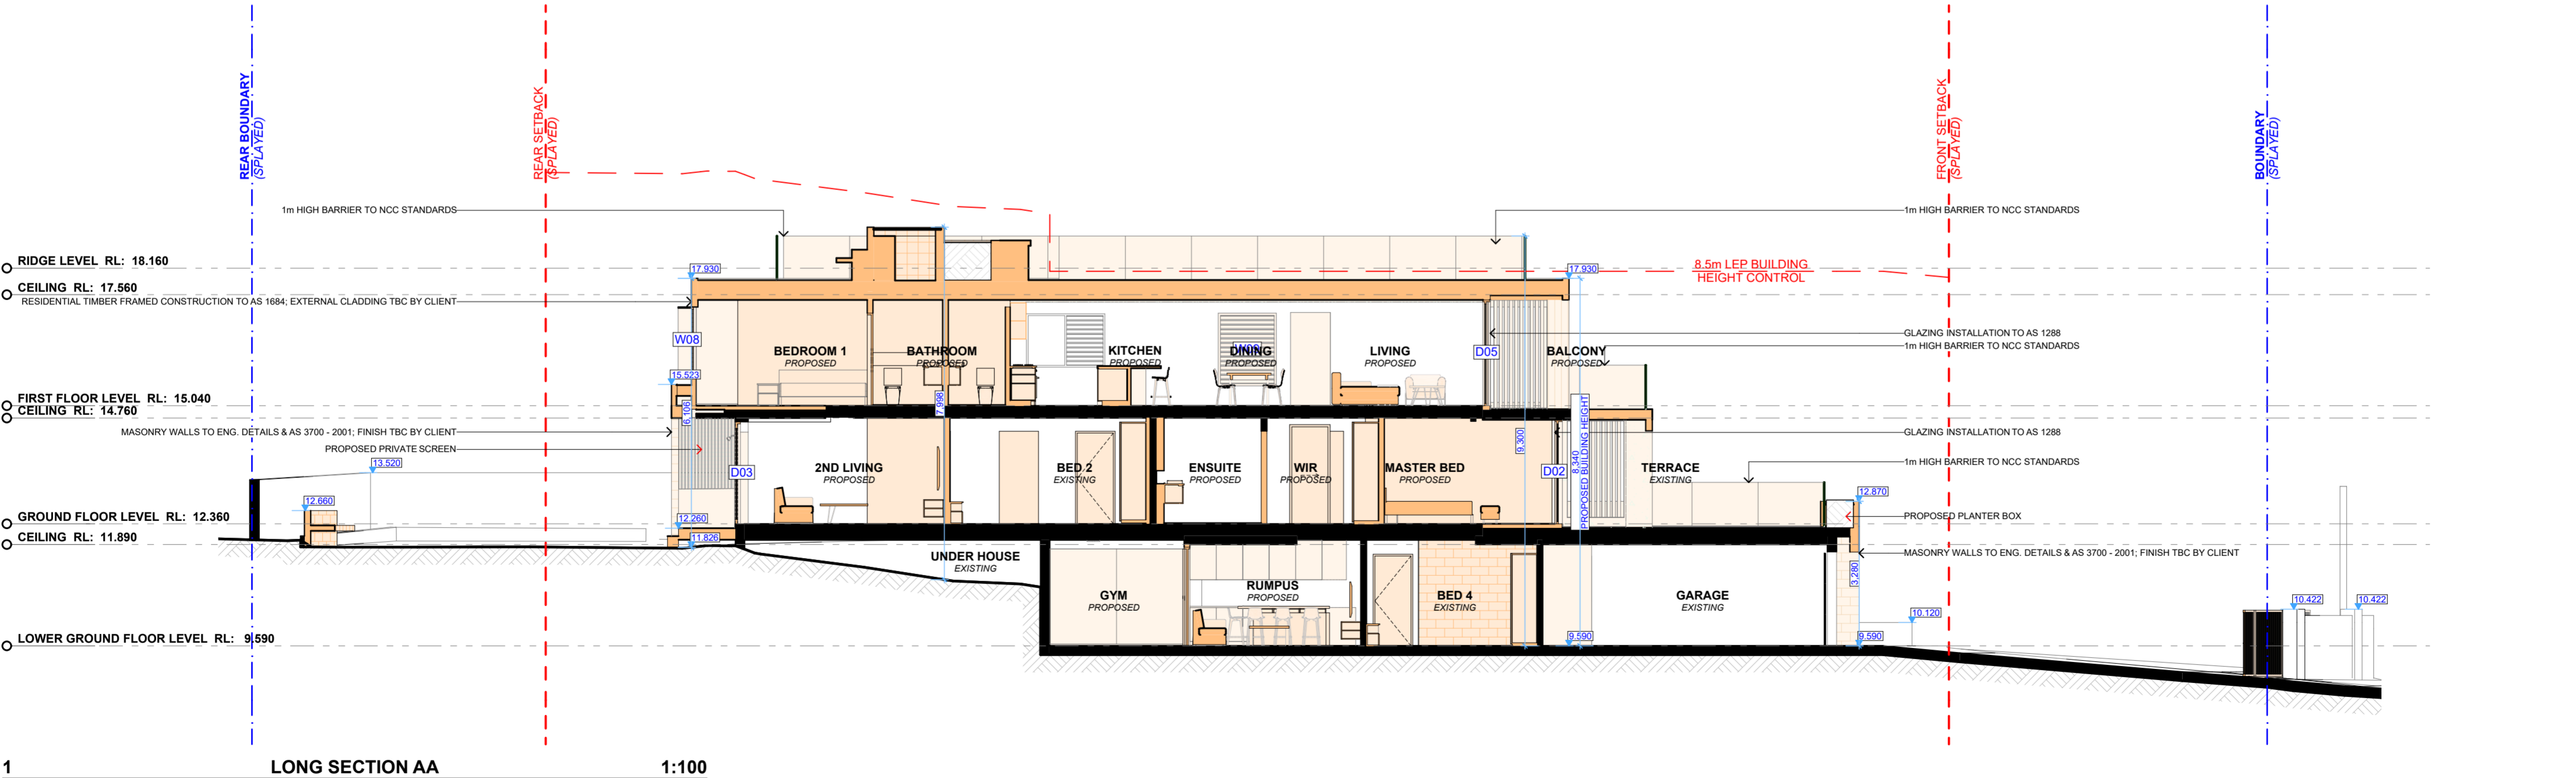 REAR BOUNDARY
(SPLAYED)
REAR SETBACK
(SPLAYED)
FRONT SETBACK
(SPLAYED)
BOUNDARY
(SPLAYED)
1m HIGH BARRIER TO NCC STANDARDS
1m HIGH BARRIER TO NCC STANDARDS
RIDGE LEVEL RL: 18.160
17.930
17.930
8.5m LEP BUILDING
HEIGHT CONTROL
CEILING RL: 17.560
RESIDENTIAL TIMBER FRAMED CONSTRUCTION TO AS 1684; EXTERNAL CLADDING TBC BY CLIENT
GLAZING INSTALLATION TO AS 1288
1m HIGH BARRIER TO NCC STANDARDS
W08
BEDROOM 1
PROPOSED
BATHROOM
PROPOSED
KITCHEN
PROPOSED
DINING
PROPOSED
LIVING
PROPOSED
D05
BALCONY
PROPOSED
15.523
FIRST FLOOR LEVEL RL: 15.040
CEILING RL: 14.760
6,106
7,998
9,300
8,340
PROPOSED BUILDING HEIGHT
MASONRY WALLS TO ENG. DETAILS & AS 3700 - 2001; FINISH TBC BY CLIENT
GLAZING INSTALLATION TO AS 1288
PROPOSED PRIVATE SCREEN
13.520
1m HIGH BARRIER TO NCC STANDARDS
D03
2ND LIVING
PROPOSED
BED 2
EXISTING
ENSUITE
PROPOSED
WIR
PROPOSED
MASTER BED
PROPOSED
D02
TERRACE
EXISTING
12.660
12.870
GROUND FLOOR LEVEL RL: 12.360
12.260
PROPOSED PLANTER BOX
CEILING RL: 11.890
11.826
MASONRY WALLS TO ENG. DETAILS & AS 3700 - 2001; FINISH TBC BY CLIENT
UNDER HOUSE
EXISTING
3,280
GYM
PROPOSED
RUMPUS
PROPOSED
BED 4
EXISTING
GARAGE
EXISTING
10.120
10.422
10.422
LOWER GROUND FLOOR LEVEL RL: 9.590
9.590
9.590
1 LONG SECTION AA 1:100